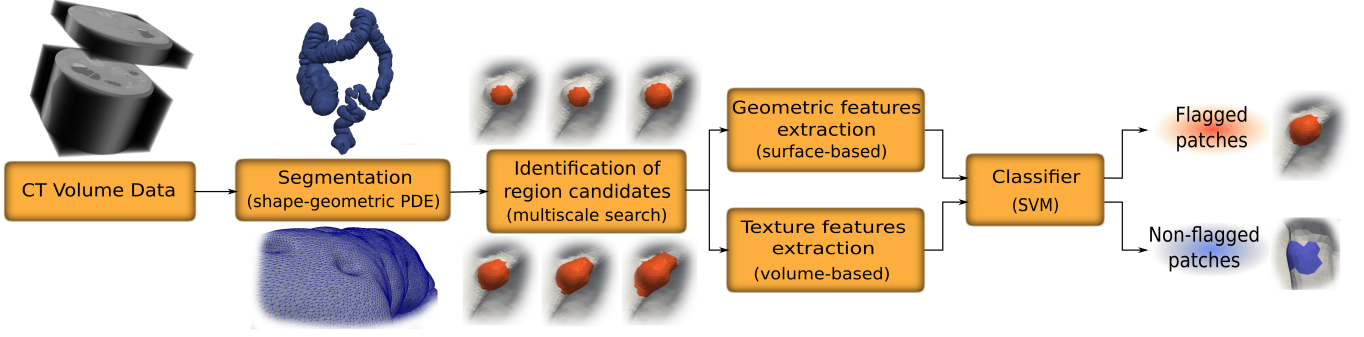 CT Volume Data
Segmentation
(shape-geometric PDE)
Identification of
region candidates
(multiscale search)
Geometric features
extraction
(surface-based)
Texture features
extraction
(volume-based)
Classifier
(SVM)
Flagged
patches
Non-flagged
patches